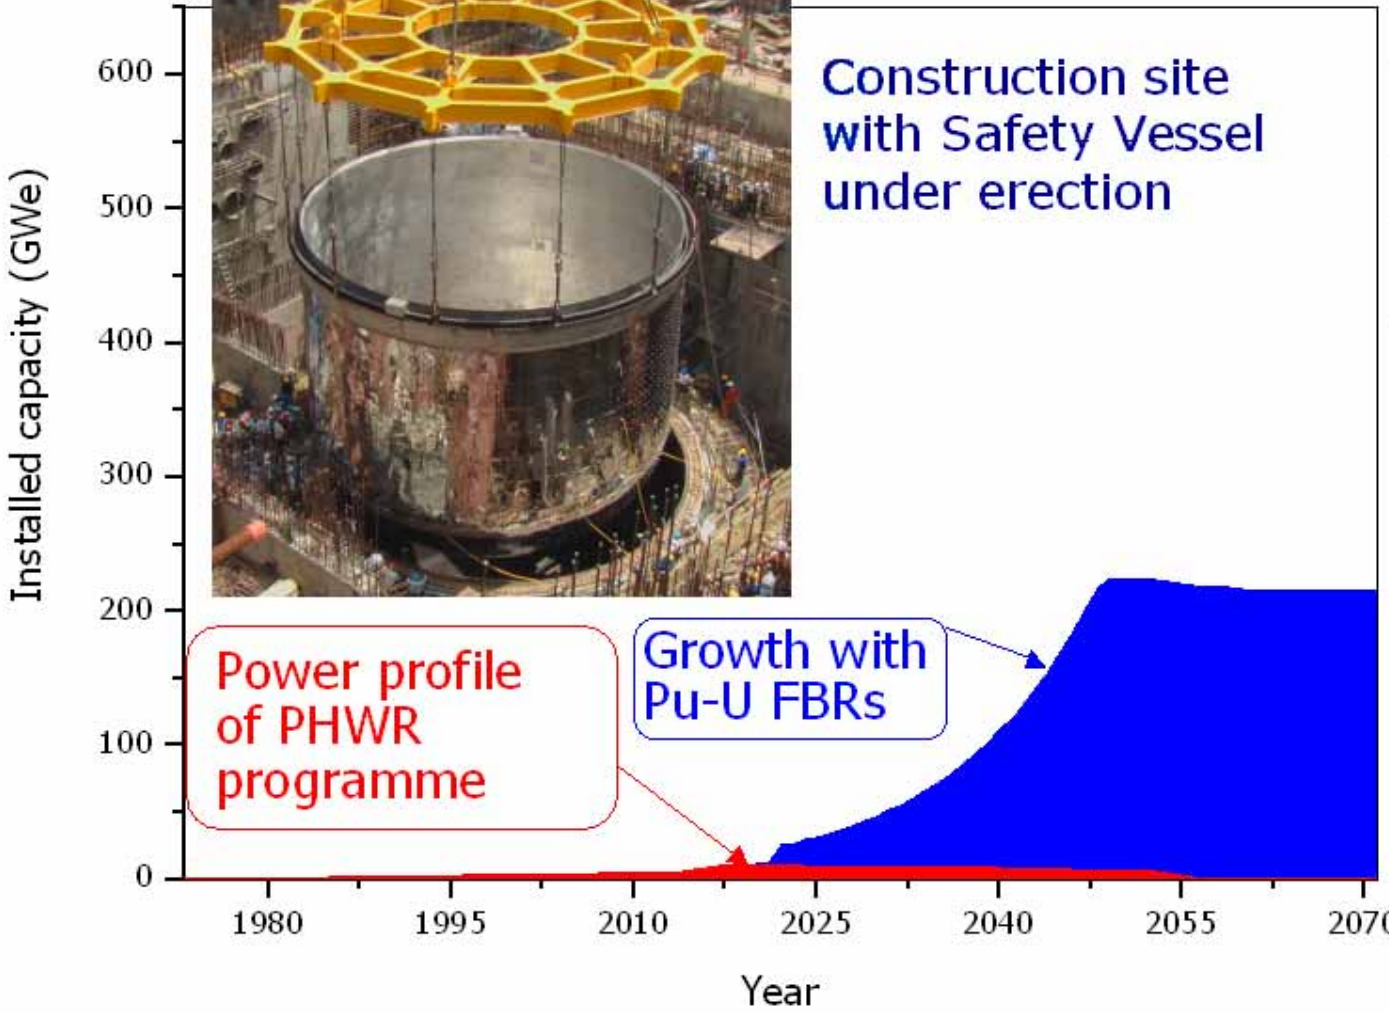 Construction site
with Safety Vessel
under erection
Installed capacity (GWe)
600
500
400
300
200
100
0
Power profile
of PHWR
programme
Growth with
Pu-U FBRs
1980 1995 2010 2025 2040 2055 2070
Year